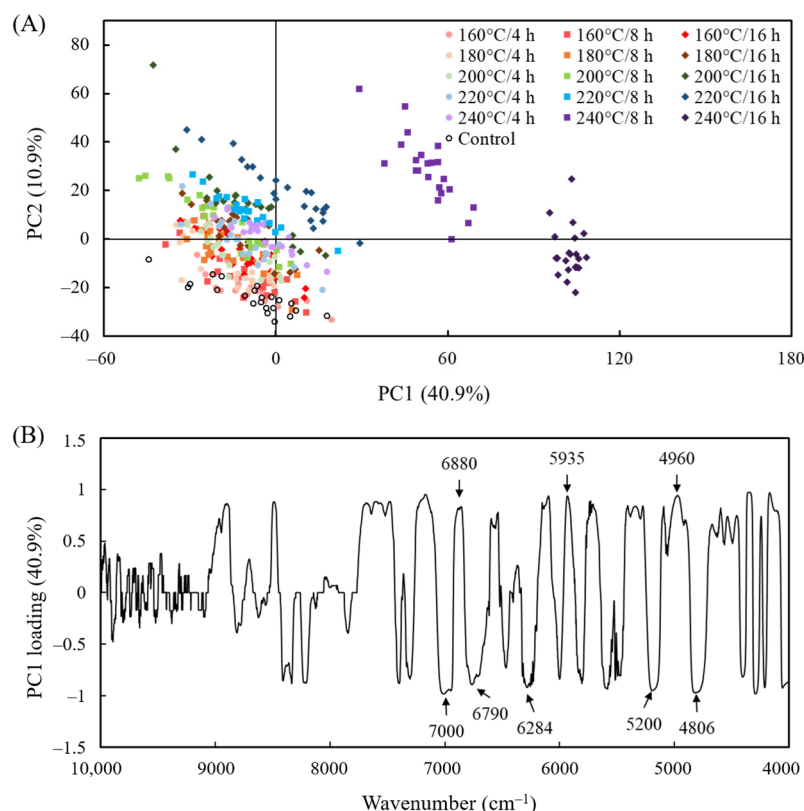 (A)
80
60
40
20
0
−20
−40
PC2 (10.9%)
160°C/4 h 160°C/8 h 160°C/16 h
180°C/4 h 180°C/8 h 180°C/16 h
200°C/4 h 200°C/8 h 200°C/16 h
220°C/4 h 220°C/8 h 220°C/16 h
240°C/4 h 240°C/8 h 240°C/16 h
Control
−60 0 60 120 180
PC1 (40.9%)
(B)
1.5
1
0.5
0
−0.5
−1
−1.5
PC1 loading (40.9%)
6880 5935 4960
7000 6790 6284 5200 4806
10,000 9000 8000 7000 6000 5000 4000
Wavenumber (cm⁻¹)